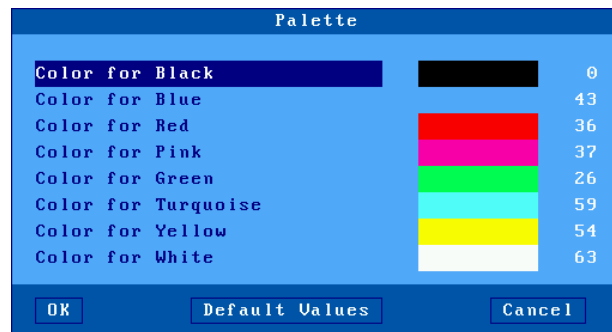 Palette
Color for Black 0
Color for Blue 43
Color for Red 36
Color for Pink 37
Color for Green 26
Color for Turquoise 59
Color for Yellow 54
Color for White 63
OK Default Values Cancel